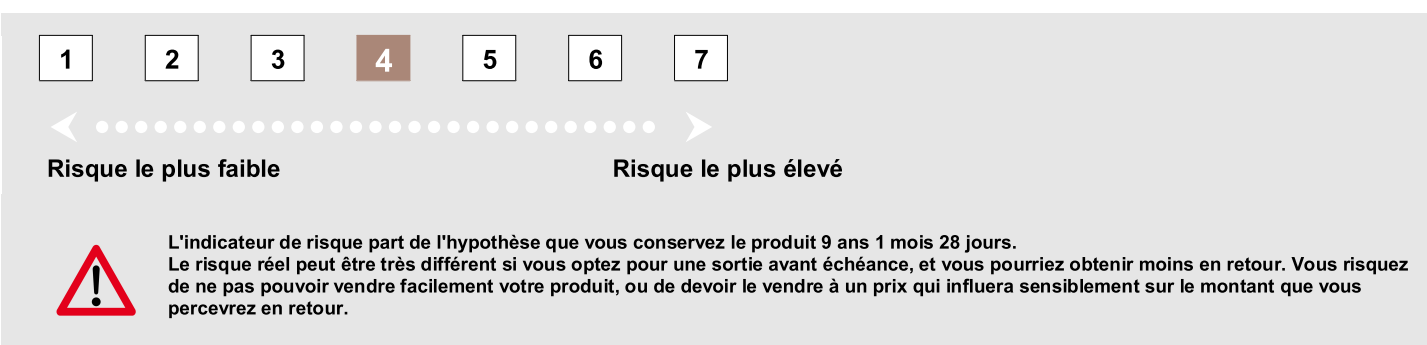 1 2 3 4 5 6 7
Risque le plus faible Risque le plus élevé
L'indicateur de risque part de l'hypothèse que vous conservez le produit 9 ans 1 mois 28 jours.
Le risque réel peut être très différent si vous optez pour une sortie avant échéance, et vous pourriez obtenir moins en retour. Vous risquez
de ne pas pouvoir vendre facilement votre produit, ou de devoir le vendre à un prix qui influera sensiblement sur le montant que vous
percevrez en retour.